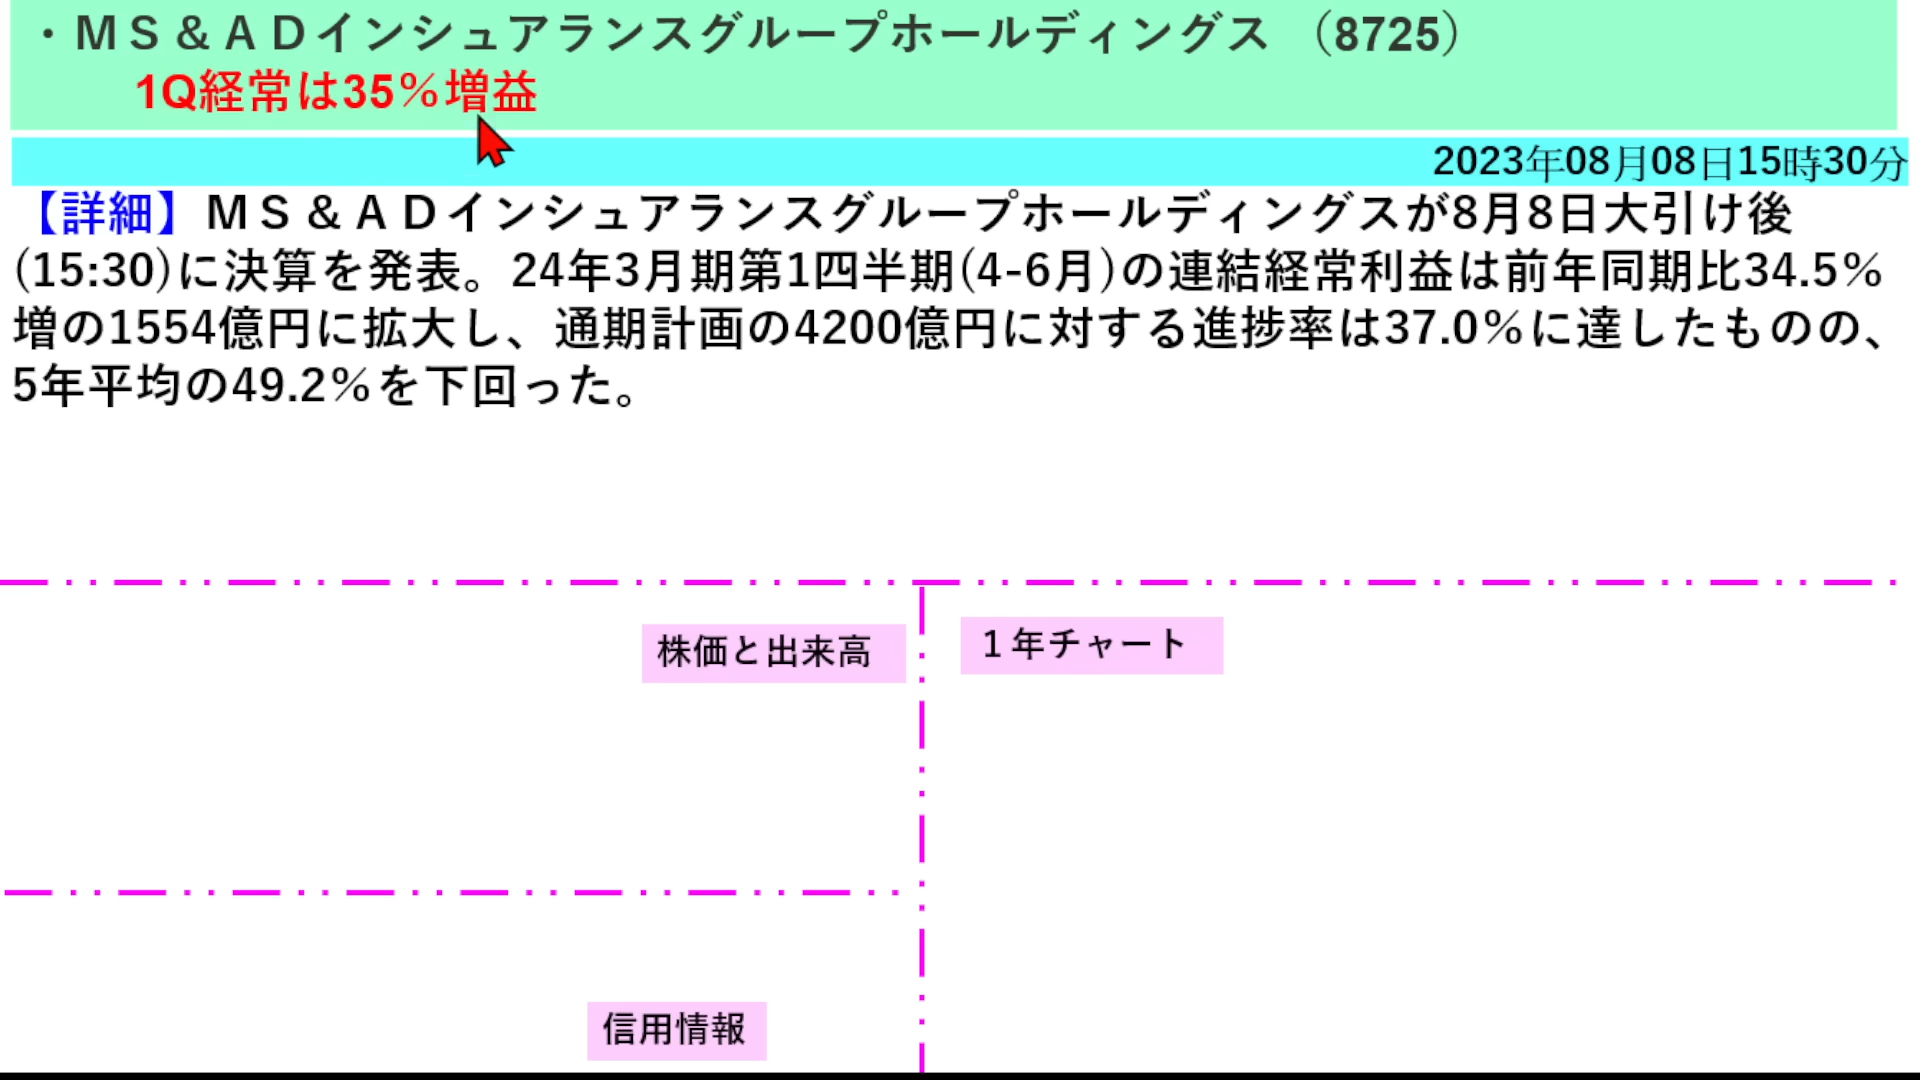 ・ＭＳ＆ＡＤインシュアランスグループホールディングス （8725）
1Q経常は35％増益
2023年08月08日15時30分
【詳細】ＭＳ＆ＡＤインシュアランスグループホールディングスが8月8日大引け後
(15:30)に決算を発表。24年3月期第1四半期(4-6月)の連結経常利益は前年同期比34.5％
増の1554億円に拡大し、通期計画の4200億円に対する進捗率は37.0％に達したものの、
5年平均の49.2％を下回った。
株価と出来高
１年チャート
信用情報